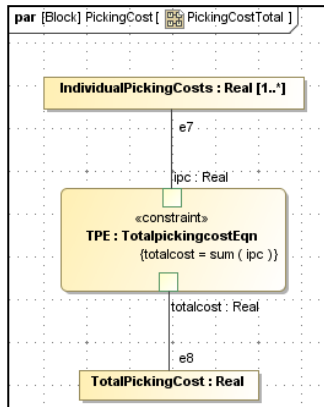 par [Block] PickingCost [ PickingCostTotal ]
IndividualPickingCosts : Real [1..*]
e7
ipc : Real
«constraint»
TPE : TotalpickingcostEqn
{totalcost = sum ( ipc )}
totalcost : Real
e8
TotalPickingCost : Real